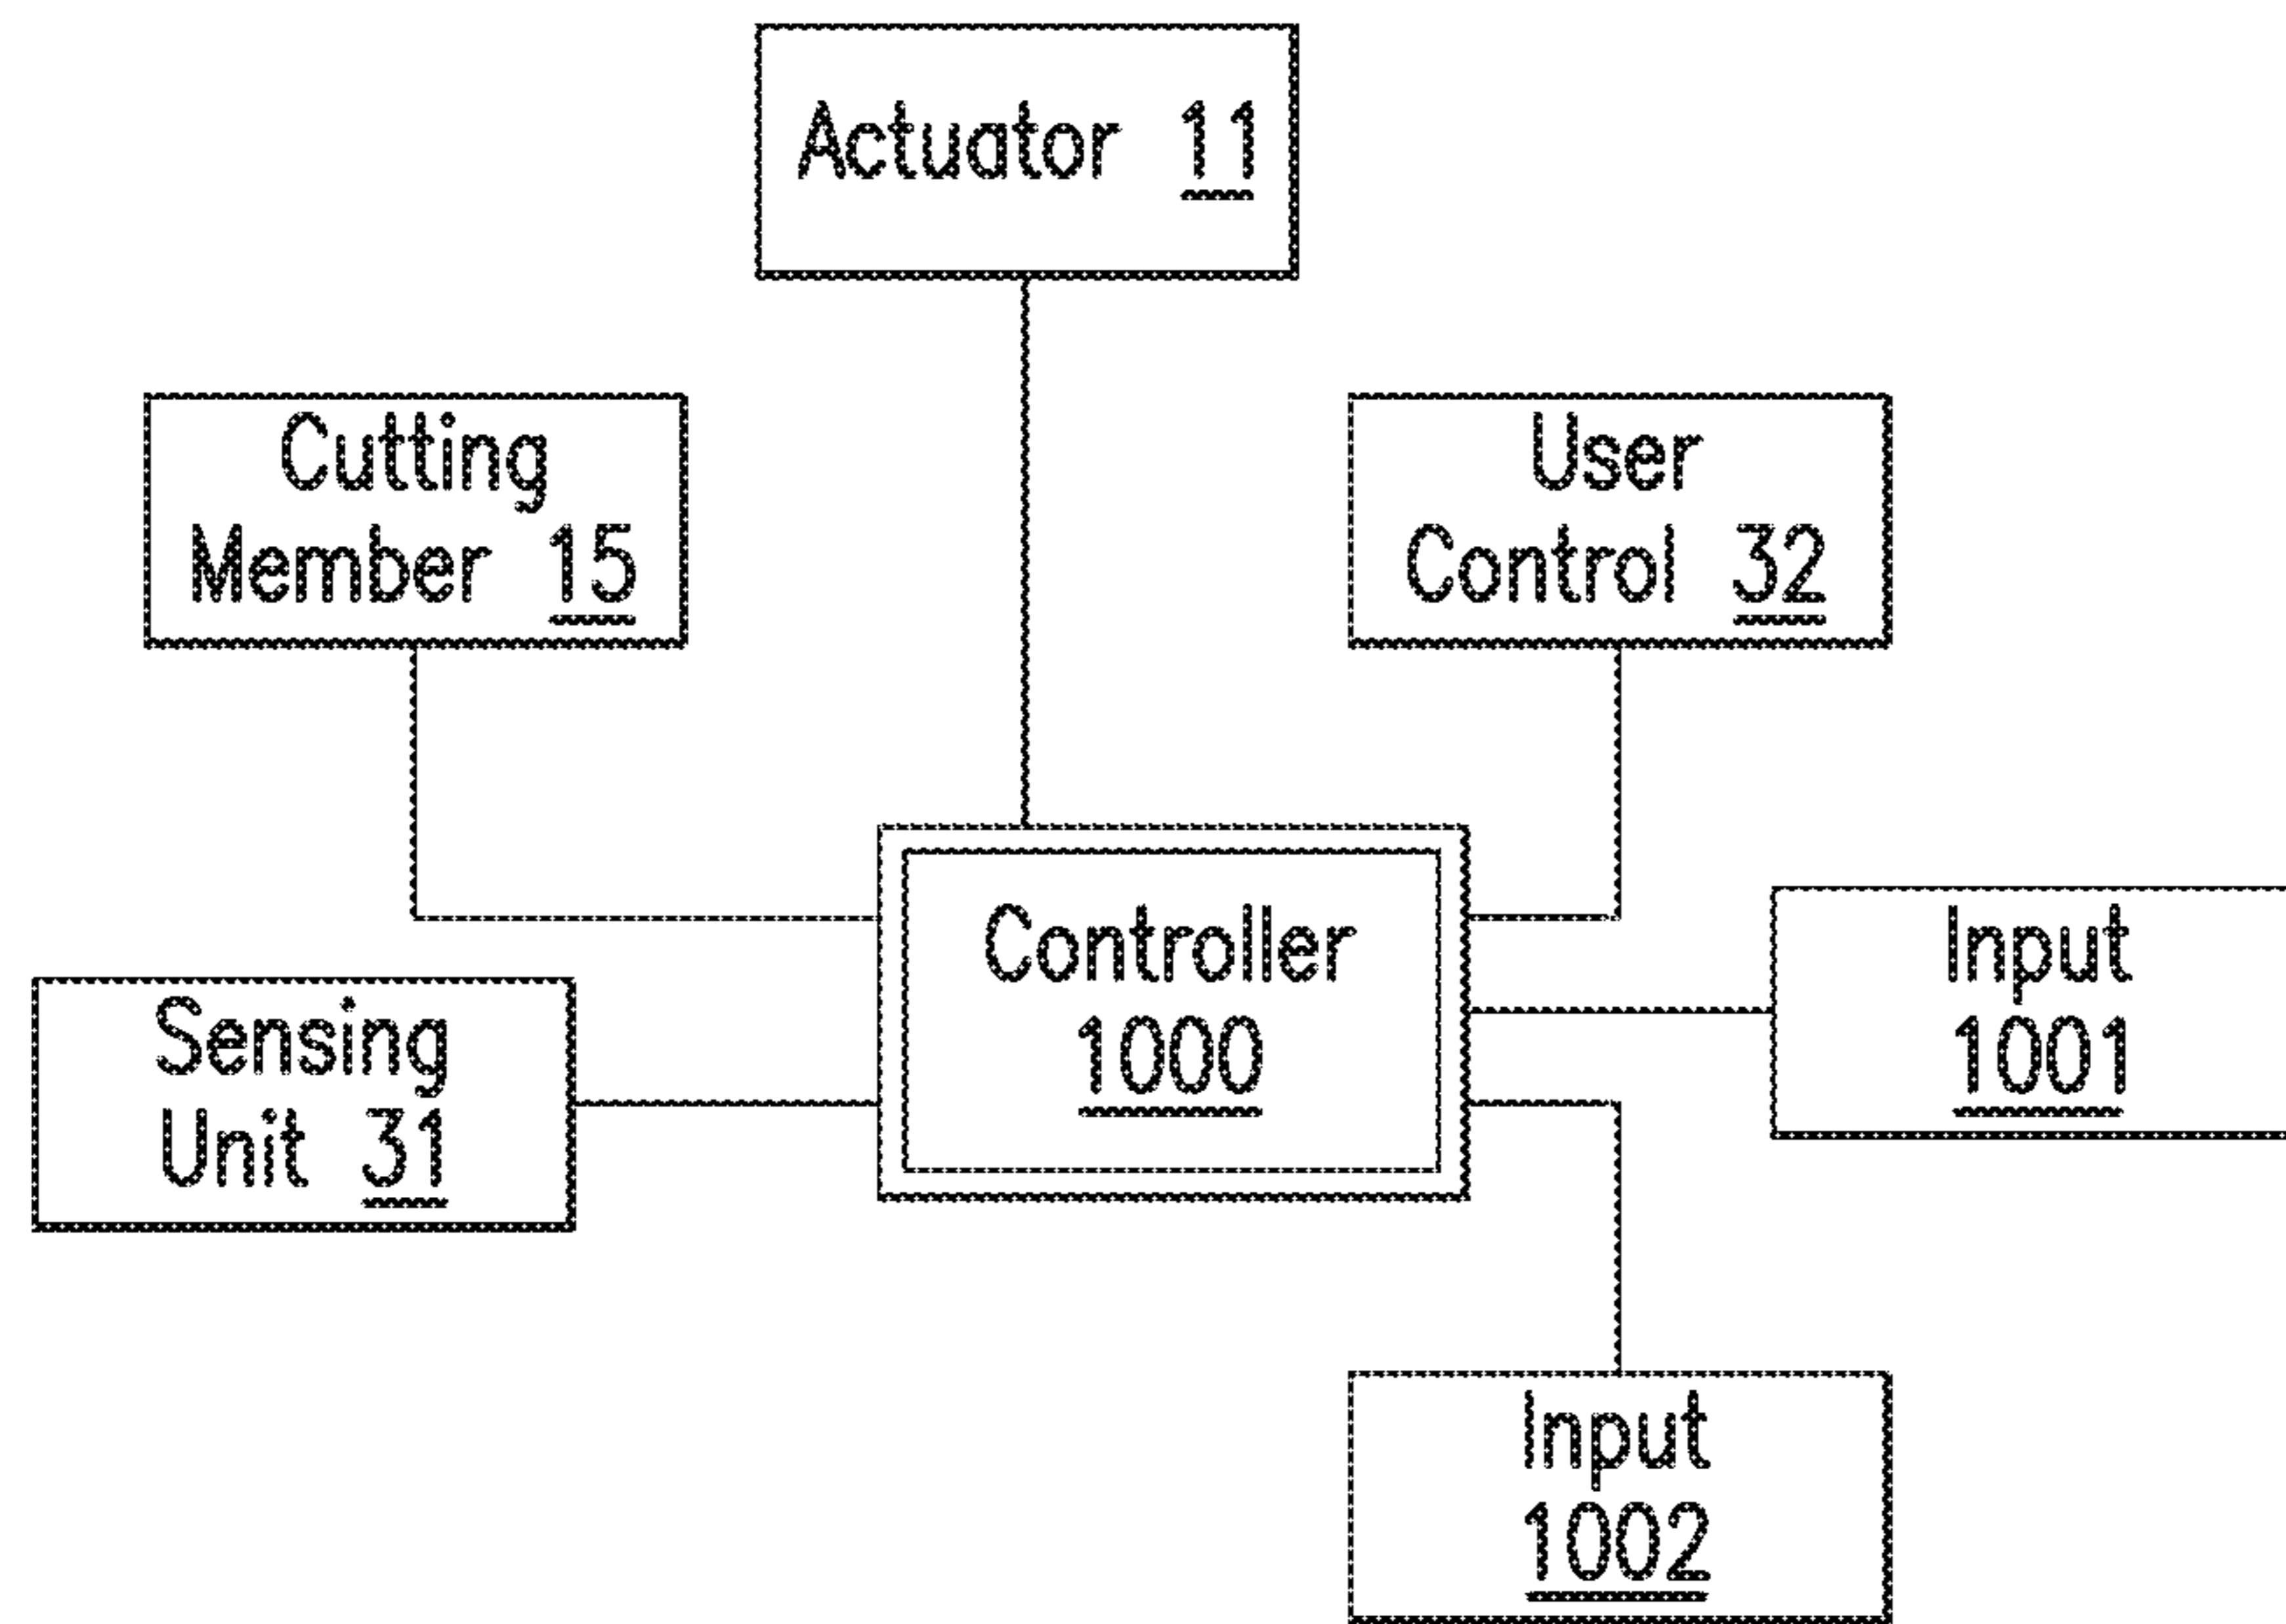 Actuator 11
Cutting
Member 15
User
Control 32
Controller
1000
Input
1001
Sensing
Unit 31
Input
1002